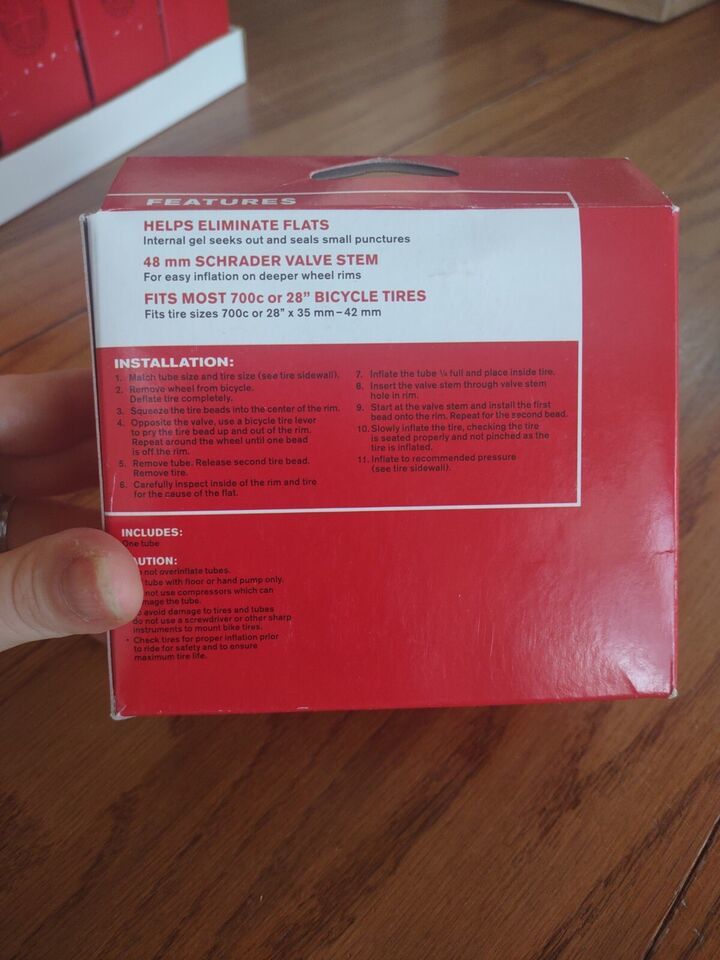 FEATURES
HELPS ELIMINATE FLATS
Internal gel seeks out and seals small punctures
48 mm SCHRADER VALVE STEM
For easy inflation on deeper wheel rims
FITS MOST 700c or 28" BICYCLE TIRES
Fits tire sizes 700c or 28" x 35 mm – 42 mm
INSTALLATION:
1. Match tube size and tire size (see tire sidewall).
2. Remove wheel from bicycle.
Deflate tire completely.
3. Squeeze the tire beads into the center of the rim.
4. Opposite the valve, use a bicycle tire lever
to pry the tire bead up and out of the rim.
Repeat around the wheel until one bead
is off the rim.
5. Remove tube. Release second tire bead.
Remove tire.
6. Carefully inspect inside of the rim and tire
for the cause of the flat.
7. Inflate the tube ¼ full and place inside tire.
8. Insert the valve stem through valve stem
hole in rim.
9. Start at the valve stem and install the first
bead onto the rim. Repeat for the second bead.
10. Slowly inflate the tire, checking the tire
is seated properly and not pinched as the
tire is inflated.
11. Inflate to recommended pressure
(see tire sidewall).
INCLUDES:
One tube
AUTION:
not overinflate tubes.
tube with floor or hand pump only.
not use compressors which can
mage the tube.
avoid damage to tires and tubes
do not use a screwdriver or other sharp
instruments to mount bike tires.
• Check tires for proper inflation prior
to ride for safety and to ensure
maximum tire life.